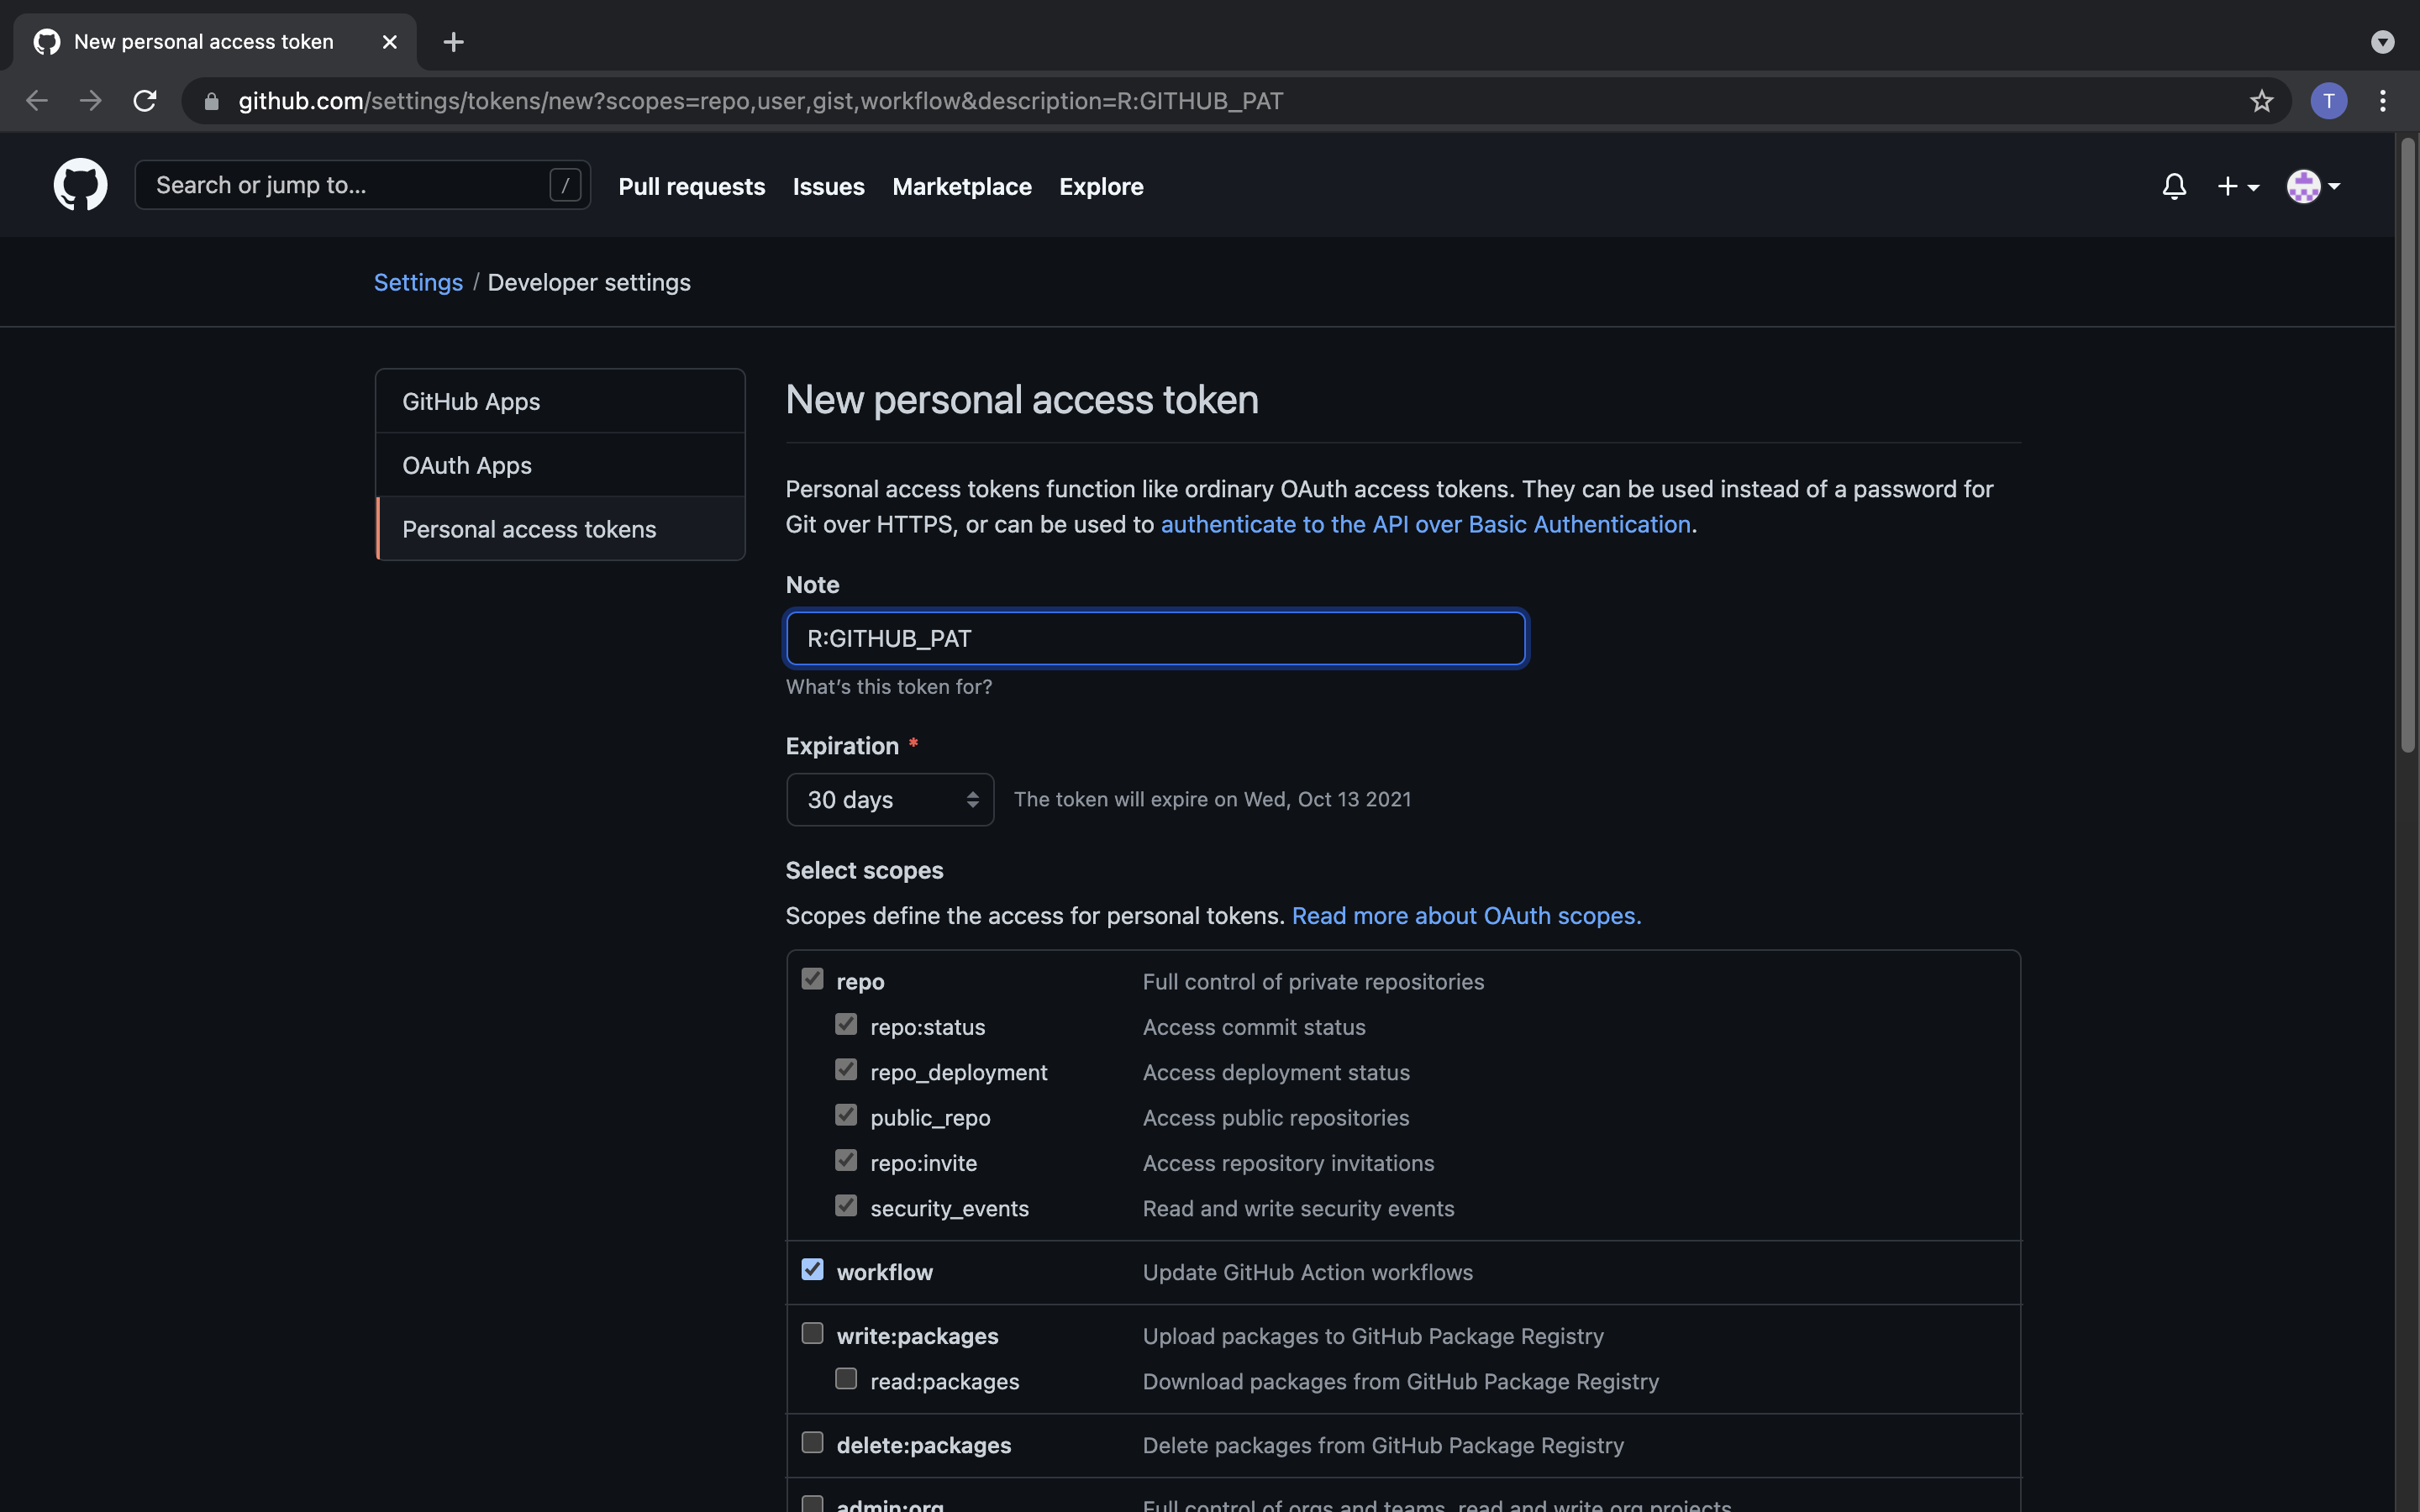 New personal access token
github.com/settings/tokens/new?scopes=repo,user,gist,workflow&description=R:GITHUB_PAT
T
Search or jump to... /
Pull requests Issues Marketplace Explore
Settings / Developer settings
GitHub Apps
OAuth Apps
Personal access tokens
New personal access token
Personal access tokens function like ordinary OAuth access tokens. They can be used instead of a password for
Git over HTTPS, or can be used to authenticate to the API over Basic Authentication.
Note
R:GITHUB_PAT
What's this token for?
Expiration *
30 days The token will expire on Wed, Oct 13 2021
Select scopes
Scopes define the access for personal tokens. Read more about OAuth scopes.
repo Full control of private repositories
repo:status Access commit status
repo_deployment Access deployment status
public_repo Access public repositories
repo:invite Access repository invitations
security_events Read and write security events
workflow Update GitHub Action workflows
write:packages Upload packages to GitHub Package Registry
read:packages Download packages from GitHub Package Registry
delete:packages Delete packages from GitHub Package Registry
admin:org Full control of orgs and teams, read and write org projects